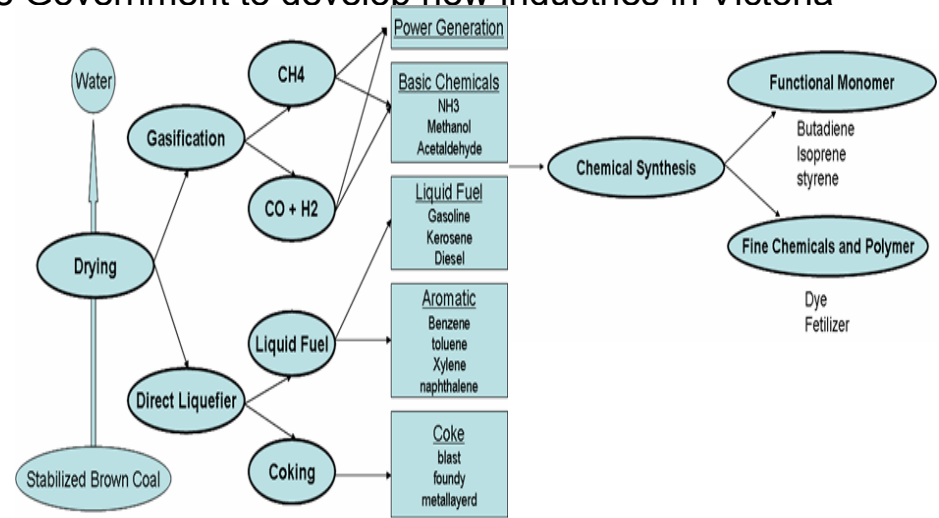 Government to develop new industries in Victoria
Water
Drying
Stabilized Brown Coal
Gasification
Direct Liquefier
CH4
CO + H2
Liquid Fuel
Coking
Power Generation
Basic Chemicals
NH3
Methanol
Acetaldehyde
Liquid Fuel
Gasoline
Kerosene
Diesel
Aromatic
Benzene
toluene
Xylene
naphthalene
Coke
blast
foundy
metallayerd
Chemical Synthesis
Functional Monomer
Butadiene
Isoprene
styrene
Fine Chemicals and Polymer
Dye
Fetilizer